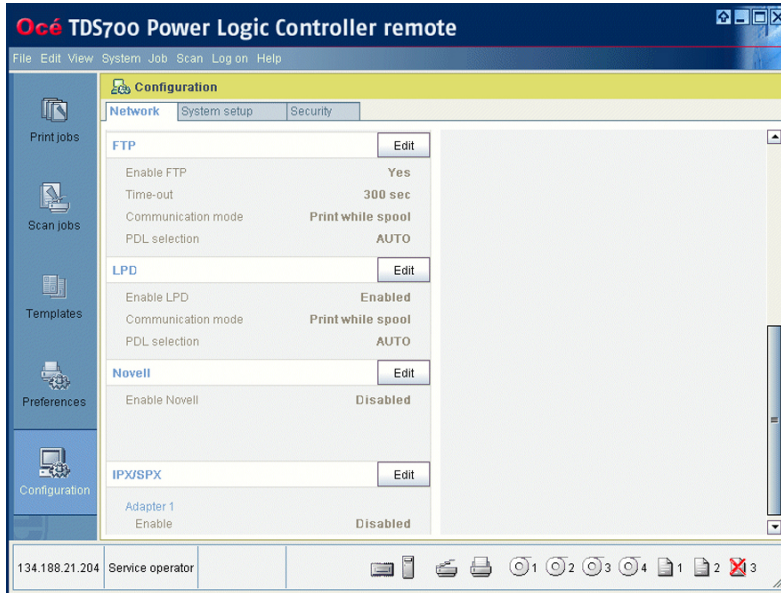 Océ TDS700 Power Logic Controller remote
File Edit View System Job Scan Log on Help
Configuration
Network System setup Security
Print jobs
Scan jobs
Templates
Preferences
Configuration
FTP Edit
Enable FTP Yes
Time-out 300 sec
Communication mode Print while spool
PDL selection AUTO
LPD Edit
Enable LPD Enabled
Communication mode Print while spool
PDL selection AUTO
Novell Edit
Enable Novell Disabled
IPX/SPX Edit
Adapter 1
Enable Disabled
134.188.21.204 Service operator 1 2 3 4 1 2 3